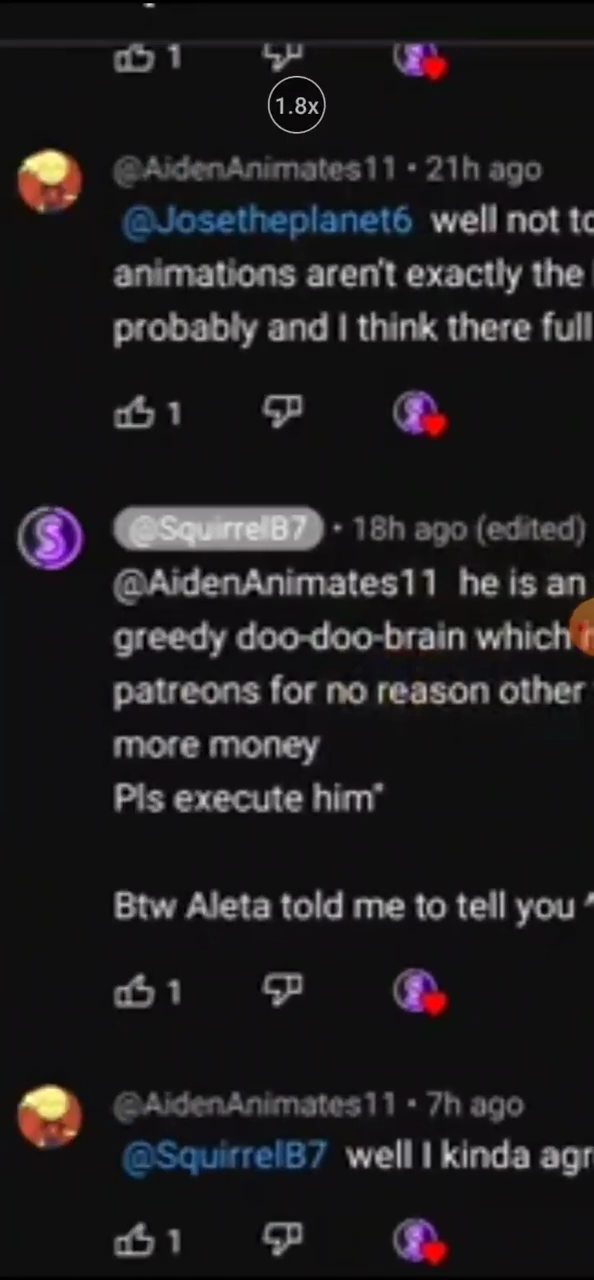 1
1.8x
@AidenAnimates11 • 21h ago
@Josetheplanet6 well not to
animations aren't exactly the
probably and I think there full
1
@SquirrelB7 • 18h ago (edited)
@AidenAnimates11 he is an
greedy doo-doo-brain which
patreons for no reason other
more money
Pls execute him"
Btw Aleta told me to tell you
1
@AidenAnimates11 • 7h ago
@SquirrelB7 well I kinda agr
1